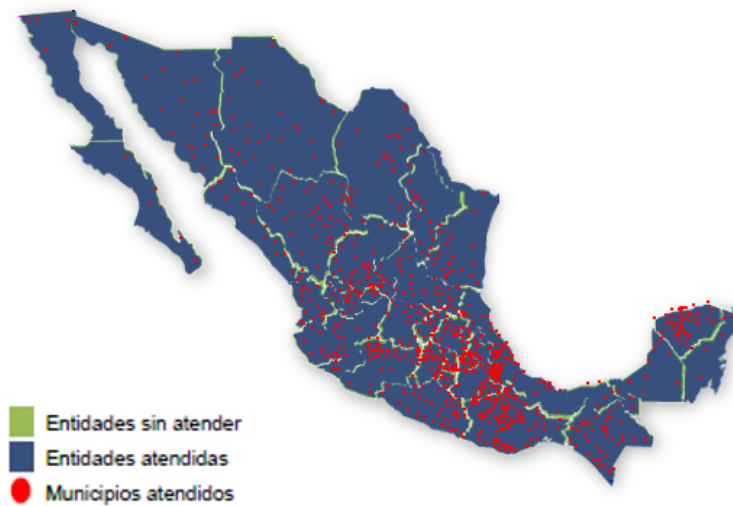 Entidades sin atender
Entidades atendidas
Municipios atendidos